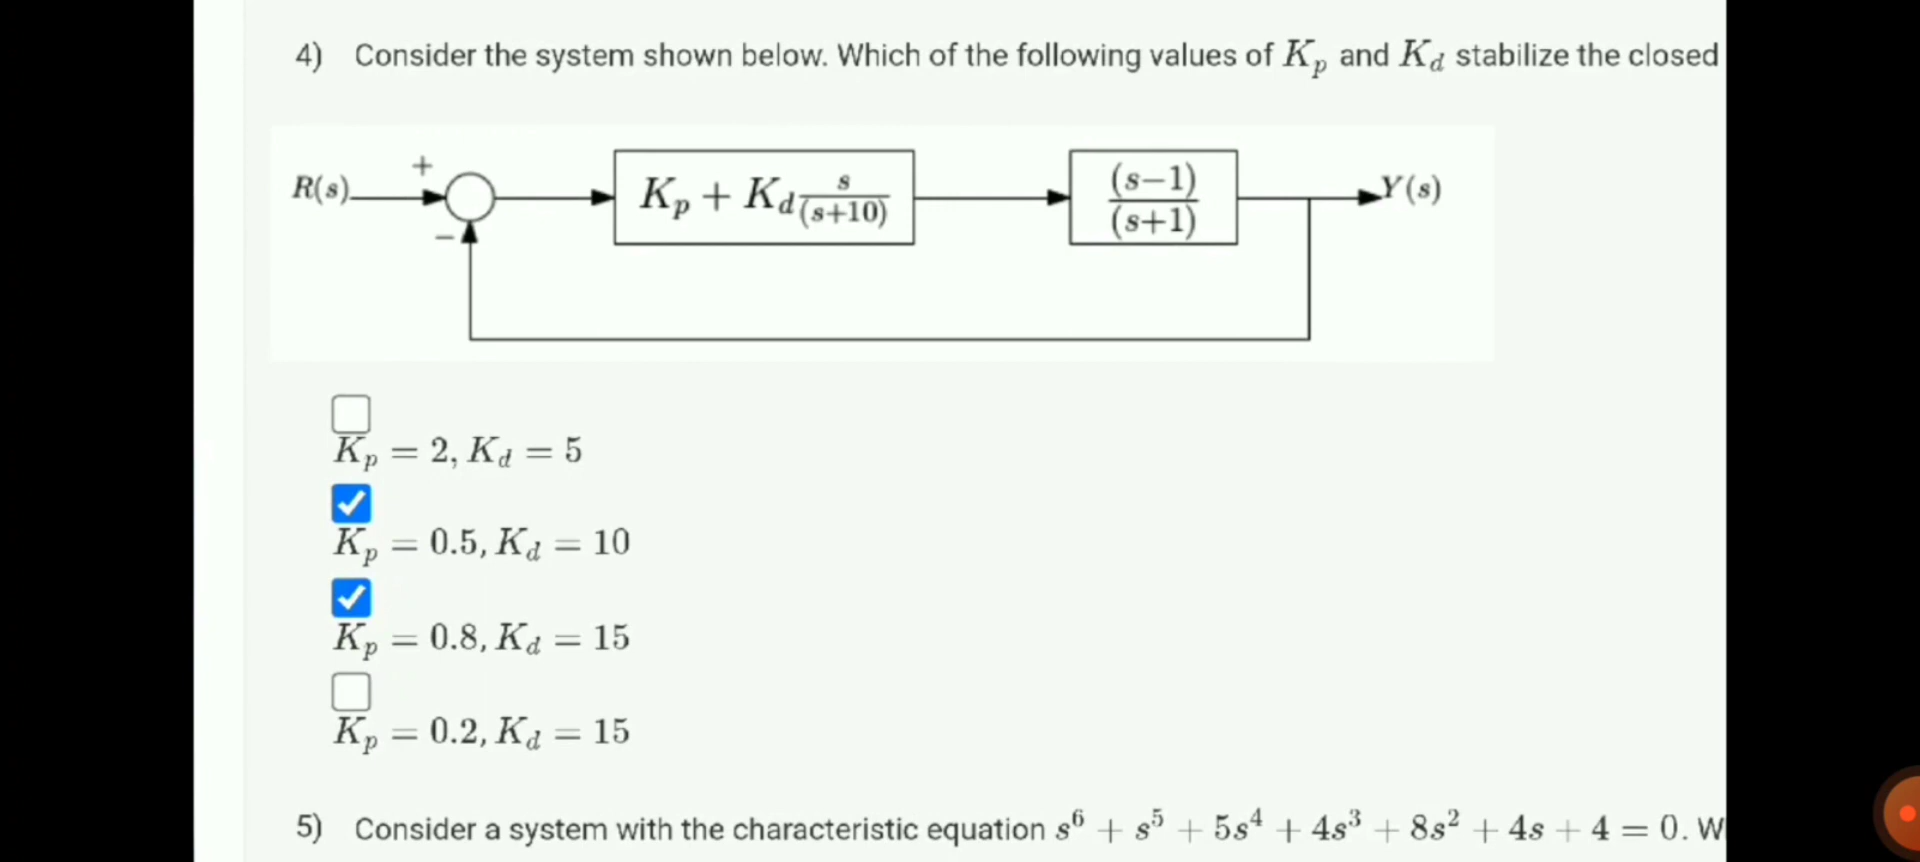 4) Consider the system shown below. Which of the following values of K_p and K_d stabilize the closed
R(s) + − K_p + K_d s/(s+10) (s−1)/(s+1) Y(s)
K_p = 2, K_d = 5
K_p = 0.5, K_d = 10
K_p = 0.8, K_d = 15
K_p = 0.2, K_d = 15
5) Consider a system with the characteristic equation s^6 + s^5 + 5s^4 + 4s^3 + 8s^2 + 4s + 4 = 0. W